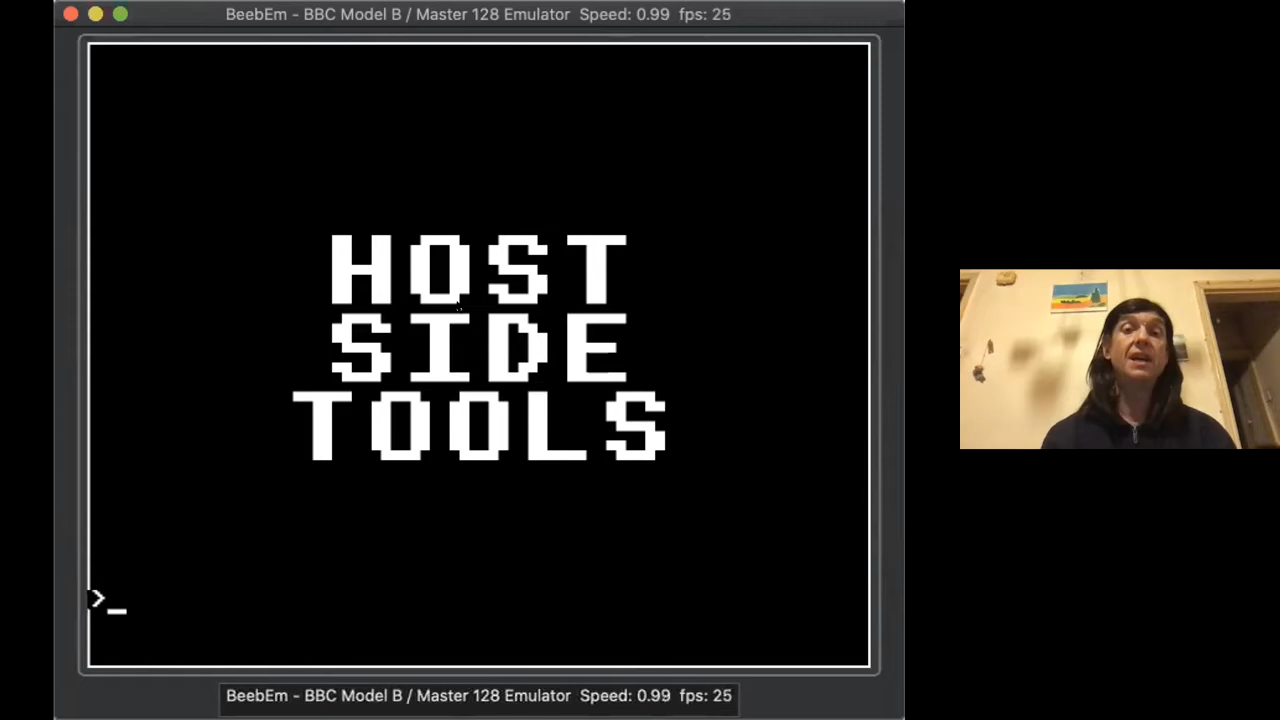 BeebEm - BBC Model B / Master 128 Emulator  Speed: 0.99  fps: 25
HOST
SIDE
TOOLS
>_
BeebEm - BBC Model B / Master 128 Emulator  Speed: 0.99  fps: 25